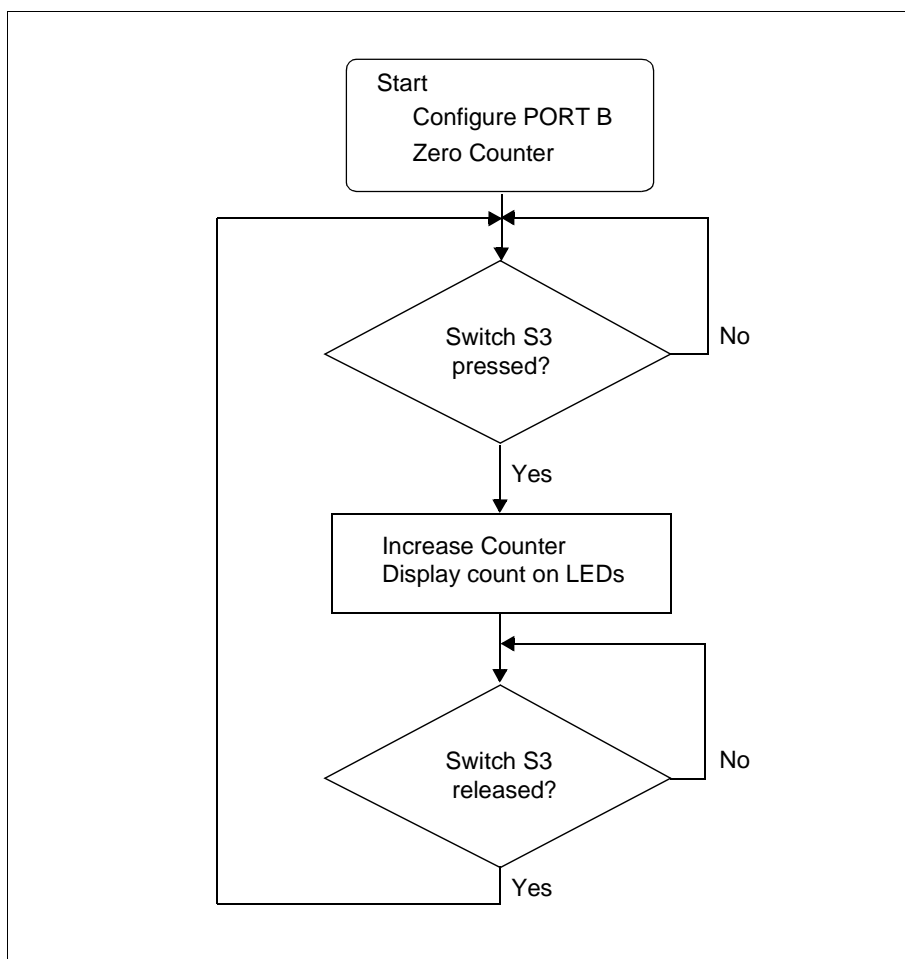 Start
Configure PORT B
Zero Counter
Switch S3
pressed?
No
Yes
Increase Counter
Display count on LEDs
Switch S3
released?
No
Yes